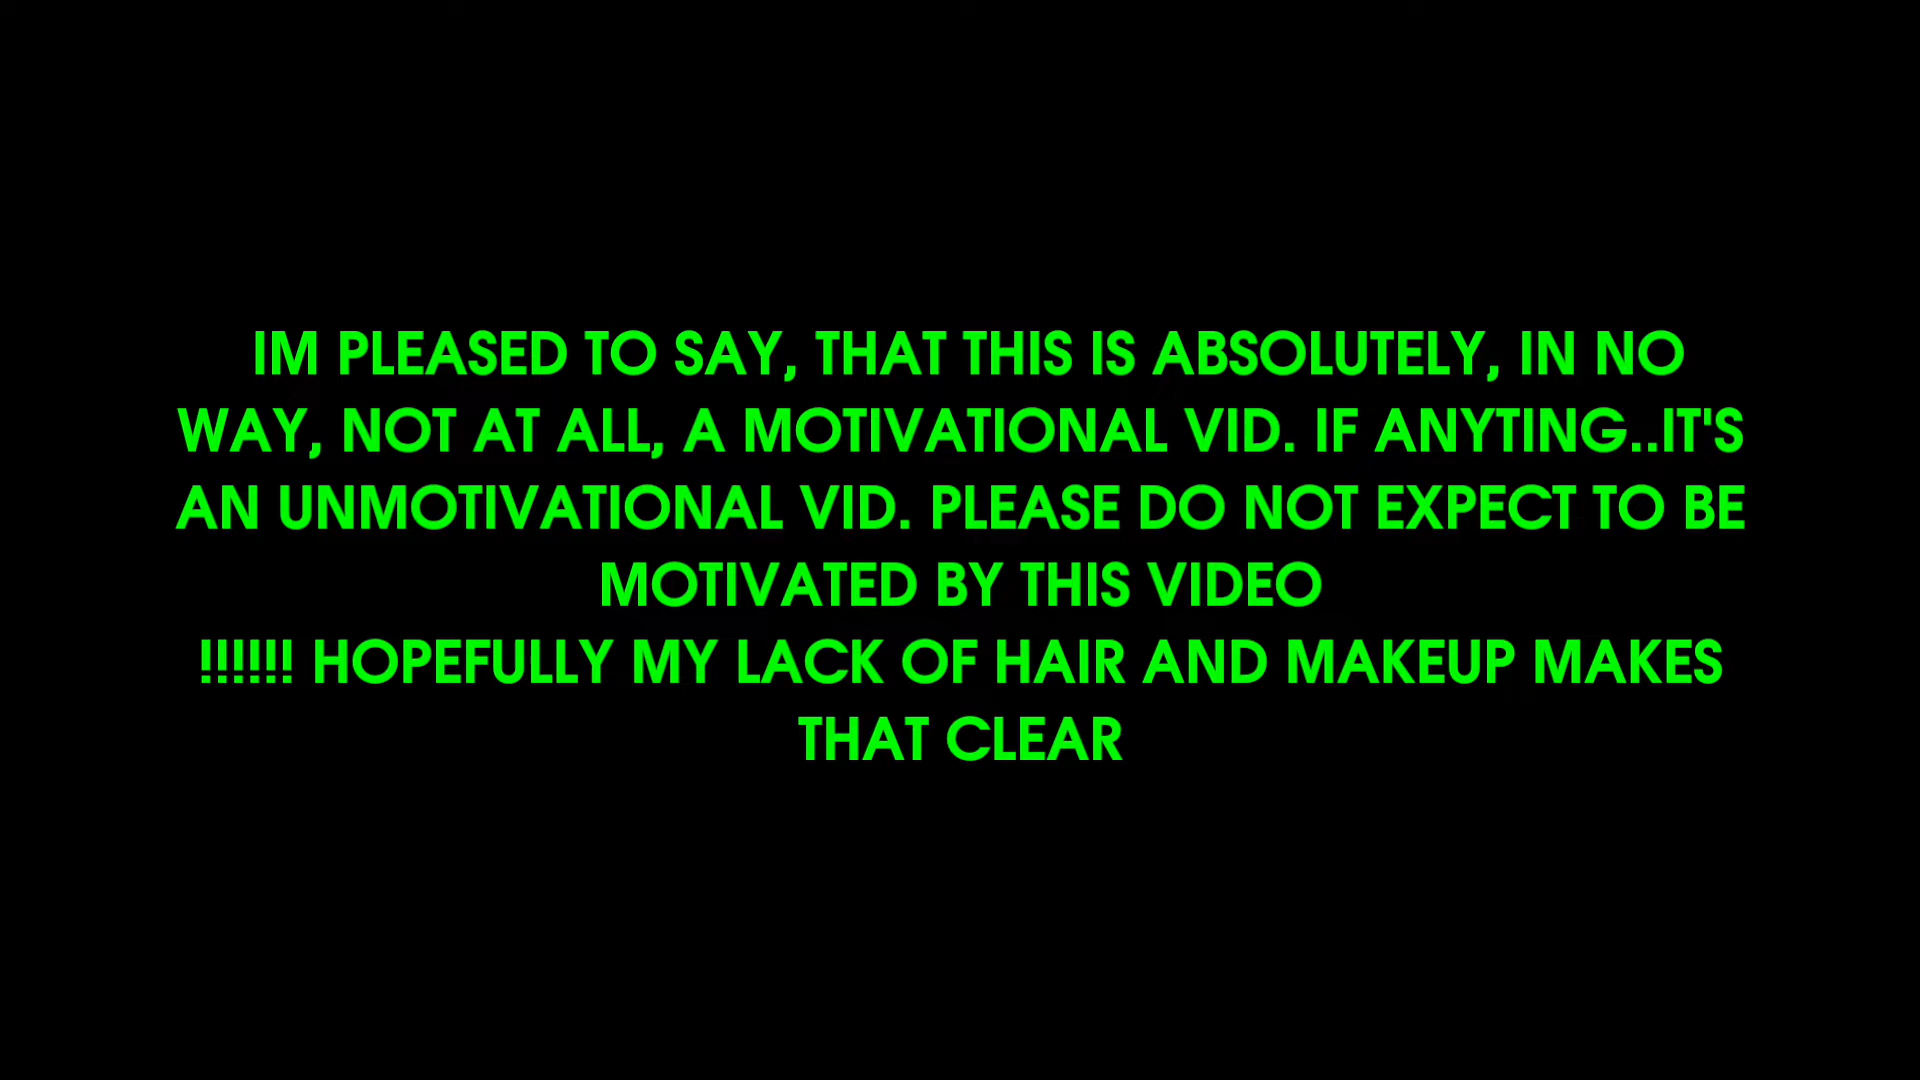 IM PLEASED TO SAY, THAT THIS IS ABSOLUTELY, IN NO
WAY, NOT AT ALL, A MOTIVATIONAL VID. IF ANYTING..IT'S
AN UNMOTIVATIONAL VID. PLEASE DO NOT EXPECT TO BE
MOTIVATED BY THIS VIDEO
!!!!!! HOPEFULLY MY LACK OF HAIR AND MAKEUP MAKES
THAT CLEAR